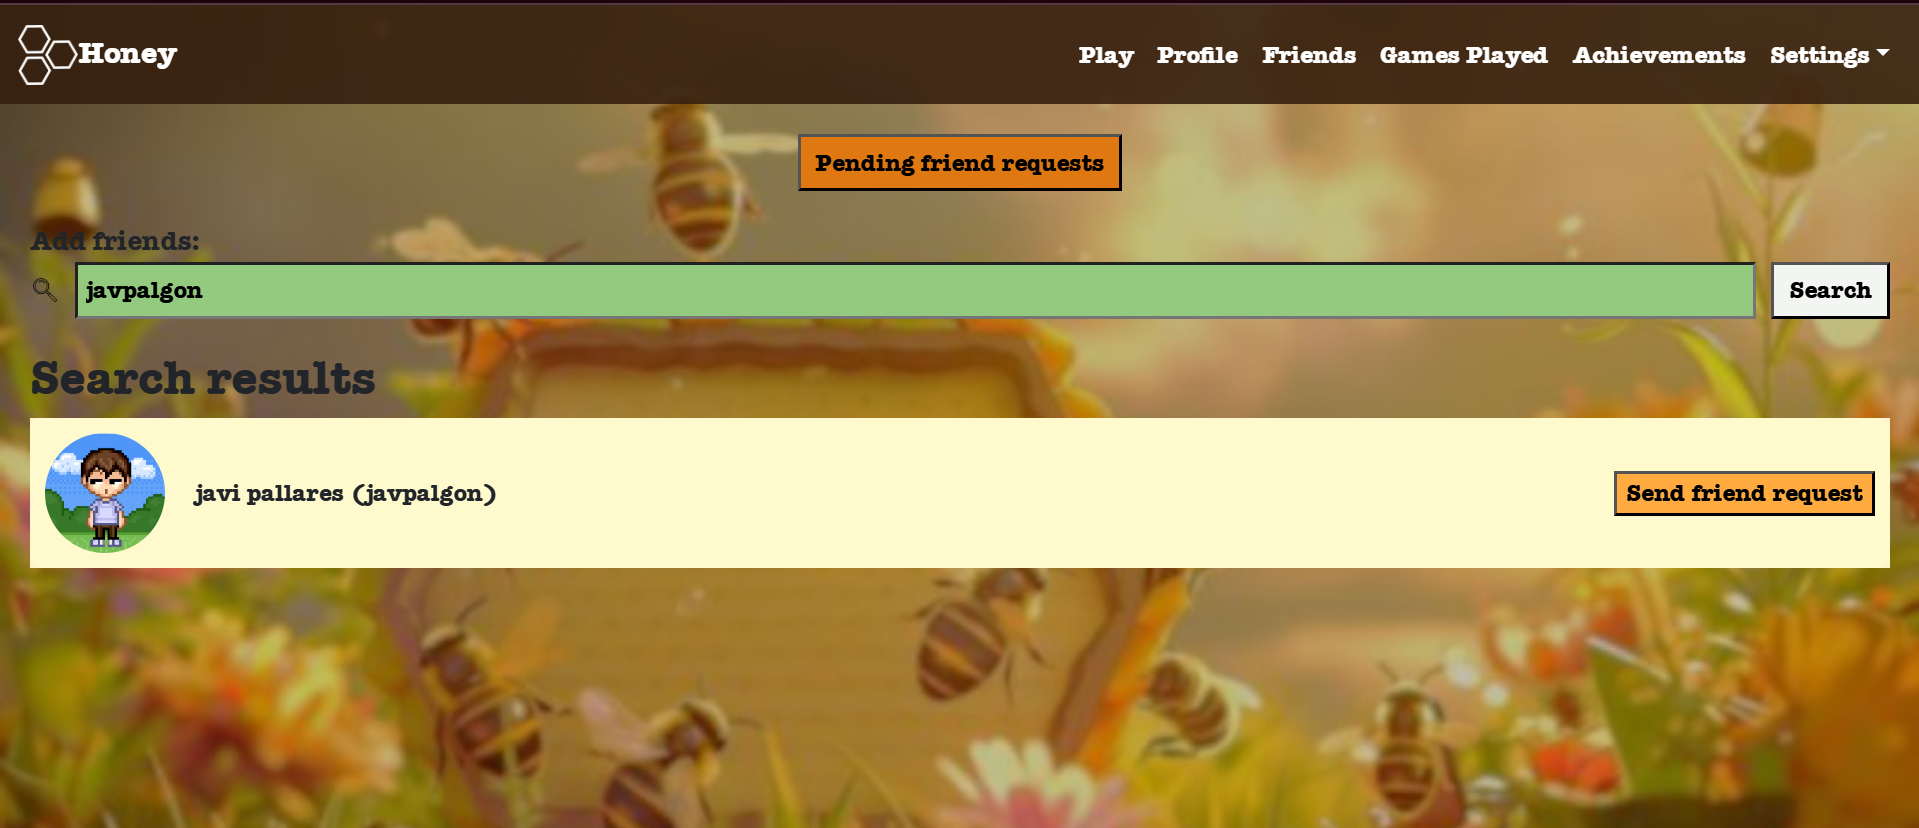 Honey
Play Profile Friends Games Played Achievements Settings
Pending friend requests
Add friends:
javpalgon
Search
Search results
javi pallares (javpalgon)
Send friend request